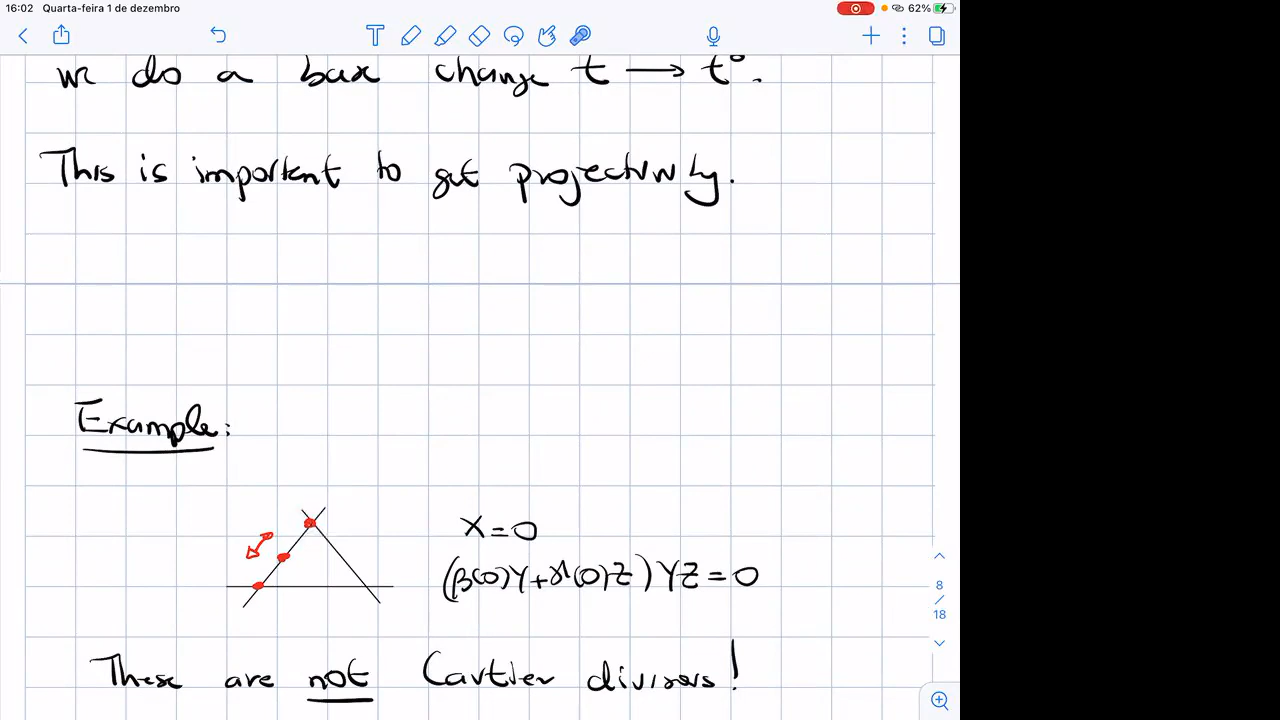 16:02 Quarta-feira 1 de dezembro 62%
we do a base change t → t^b.
This is important to get projectivity.
Example:
X=0
(β(0)Y+γ(0)Z)YZ=0
8
/
18
These are not Cartier divisors!